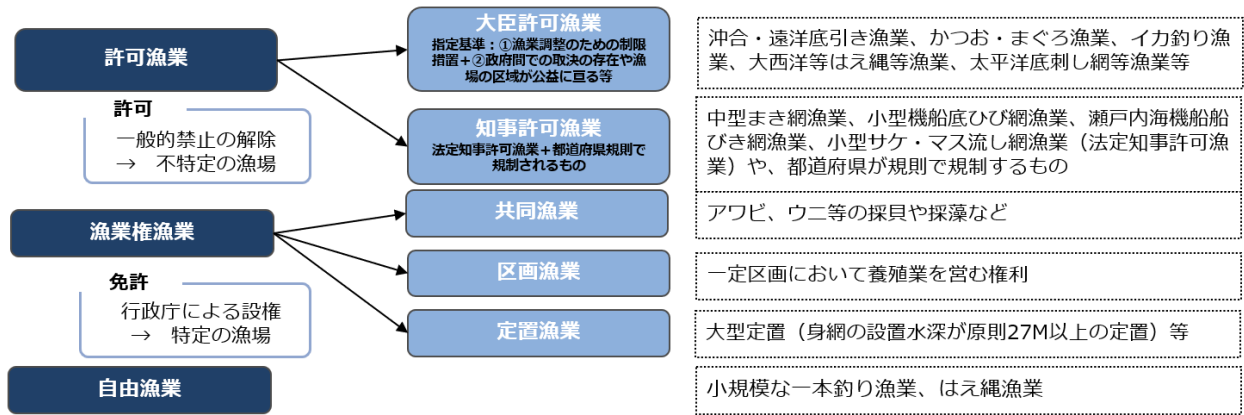 許可漁業
許可
一般的禁止の解除
→ 不特定の漁場
大臣許可漁業
指定基準：①漁業調整のための制限
措置＋②政府間での取決の存在や漁
場の区域が公益に亘る等
沖合・遠洋底引き漁業、かつお・まぐろ漁業、イカ釣り漁
業、大西洋等はえ縄等漁業、太平洋底刺し網等漁業等
知事許可漁業
法定知事許可漁業＋都道府県規則で
規制されるもの
中型まき網漁業、小型機船底ひび網漁業、瀬戸内海機船船
びき網漁業、小型サケ・マス流し網漁業（法定知事許可漁
業）や、都道府県が規則で規制するもの
漁業権漁業
免許
行政庁による設権
→ 特定の漁場
共同漁業
アワビ、ウニ等の採貝や採藻など
区画漁業
一定区画において養殖業を営む権利
定置漁業
大型定置（身網の設置水深が原則27M以上の定置）等
自由漁業
小規模な一本釣り漁業、はえ縄漁業